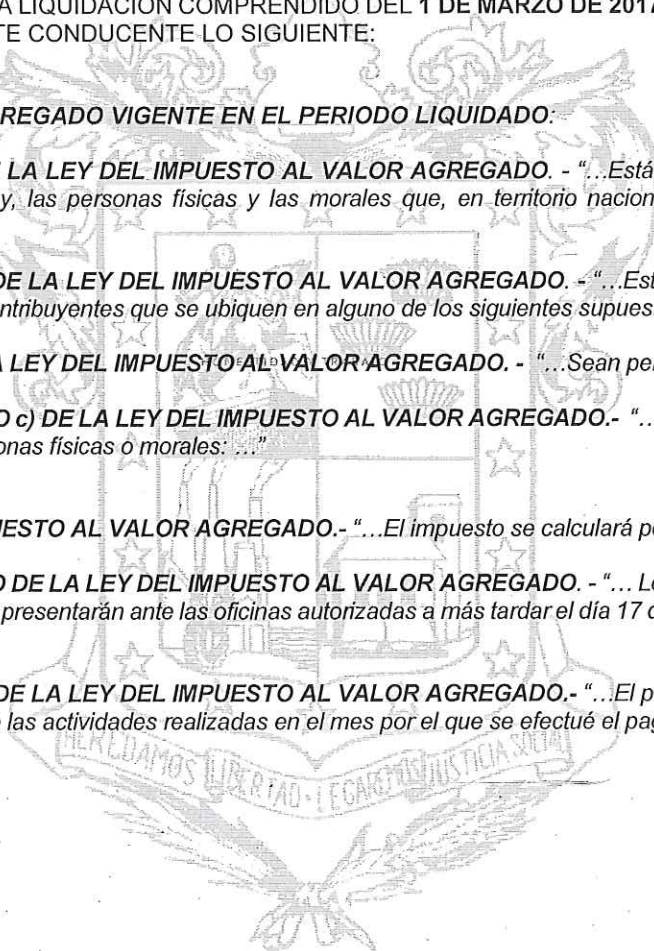 A LIQUIDACIÓN COMPRENDIDO DEL 1 DE MARZO DE 2017
TE CONDUCENTE LO SIGUIENTE:
REGADO VIGENTE EN EL PERIODO LIQUIDADO:
LA LEY DEL IMPUESTO AL VALOR AGREGADO. - “…Está
y, las personas físicas y las morales que, en territorio nacion
DE LA LEY DEL IMPUESTO AL VALOR AGREGADO. - “…Est
ntribuyentes que se ubiquen en alguno de los siguientes supues
A LEY DEL IMPUESTO AL VALOR AGREGADO. - “…Sean per
O c) DE LA LEY DEL IMPUESTO AL VALOR AGREGADO.- “…
onas físicas o morales: …”
UESTO AL VALOR AGREGADO.- “…El impuesto se calculará p
O DE LA LEY DEL IMPUESTO AL VALOR AGREGADO. - “… L
presentarán ante las oficinas autorizadas a más tardar el día 17 d
DE LA LEY DEL IMPUESTO AL VALOR AGREGADO.- “…El p
las actividades realizadas en el mes por el que se efectué el pag
HEREDAMOS LIBERTAD - LEGAREMOS JUSTICIA SOCIAL